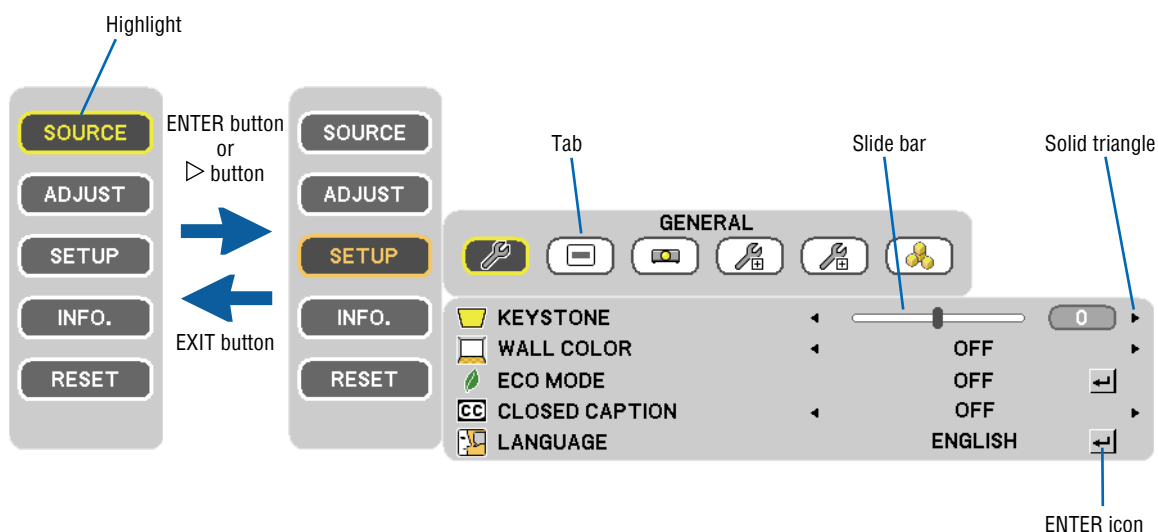 Highlight
SOURCE
ADJUST
SETUP
INFO.
RESET
ENTER button
or
▷ button
EXIT button
SOURCE
ADJUST
SETUP
INFO.
RESET
Tab
Slide bar
Solid triangle
GENERAL
KEYSTONE 0
WALL COLOR OFF
ECO MODE OFF
CC CLOSED CAPTION OFF
LANGUAGE ENGLISH
ENTER icon